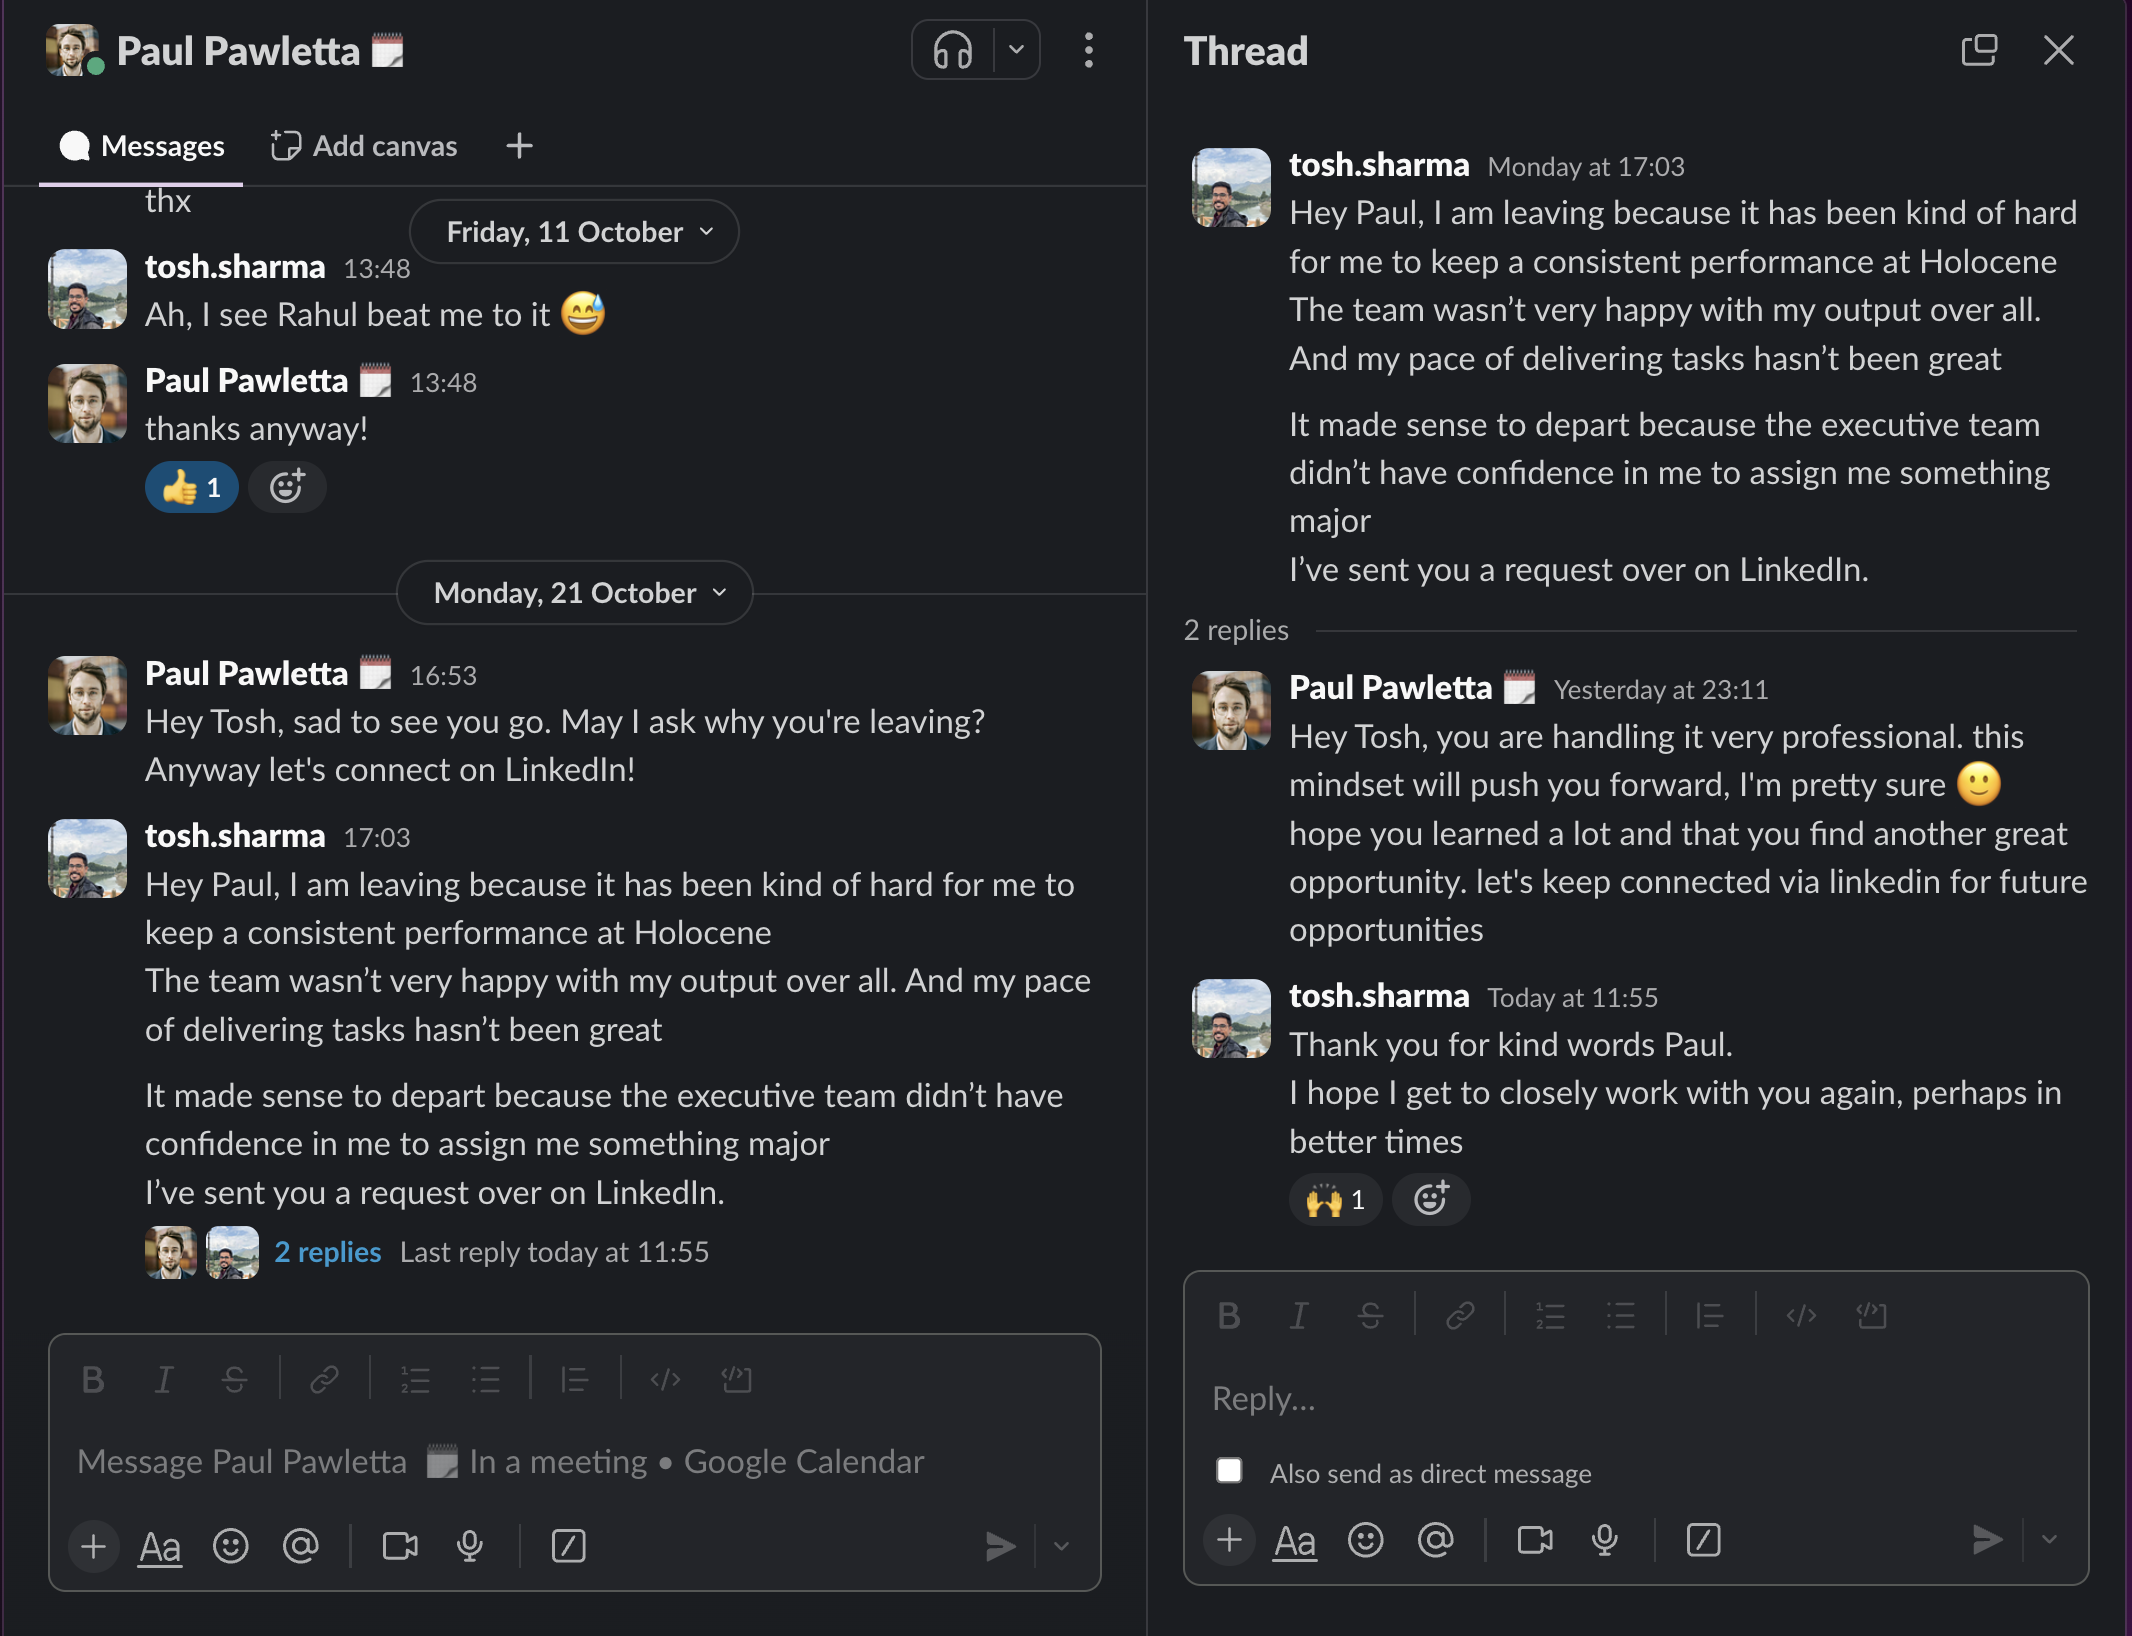 Paul Pawletta
Messages
Add canvas
thx
Friday, 11 October
tosh.sharma 13:48
Ah, I see Rahul beat me to it 😅
Paul Pawletta 13:48
thanks anyway!
👍 1
Monday, 21 October
Paul Pawletta 16:53
Hey Tosh, sad to see you go. May I ask why you're leaving?
Anyway let's connect on LinkedIn!
tosh.sharma 17:03
Hey Paul, I am leaving because it has been kind of hard for me to
keep a consistent performance at Holocene
The team wasn’t very happy with my output over all. And my pace
of delivering tasks hasn’t been great
It made sense to depart because the executive team didn’t have
confidence in me to assign me something major
I’ve sent you a request over on LinkedIn.
2 replies Last reply today at 11:55
B I S
Message Paul Pawletta In a meeting • Google Calendar
Aa
Thread
tosh.sharma Monday at 17:03
Hey Paul, I am leaving because it has been kind of hard
for me to keep a consistent performance at Holocene
The team wasn’t very happy with my output over all.
And my pace of delivering tasks hasn’t been great
It made sense to depart because the executive team
didn’t have confidence in me to assign me something
major
I’ve sent you a request over on LinkedIn.
2 replies
Paul Pawletta Yesterday at 23:11
Hey Tosh, you are handling it very professional. this
mindset will push you forward, I'm pretty sure 🙂
hope you learned a lot and that you find another great
opportunity. let's keep connected via linkedin for future
opportunities
tosh.sharma Today at 11:55
Thank you for kind words Paul.
I hope I get to closely work with you again, perhaps in
better times
🙌 1
B I S
Reply...
Also send as direct message
Aa